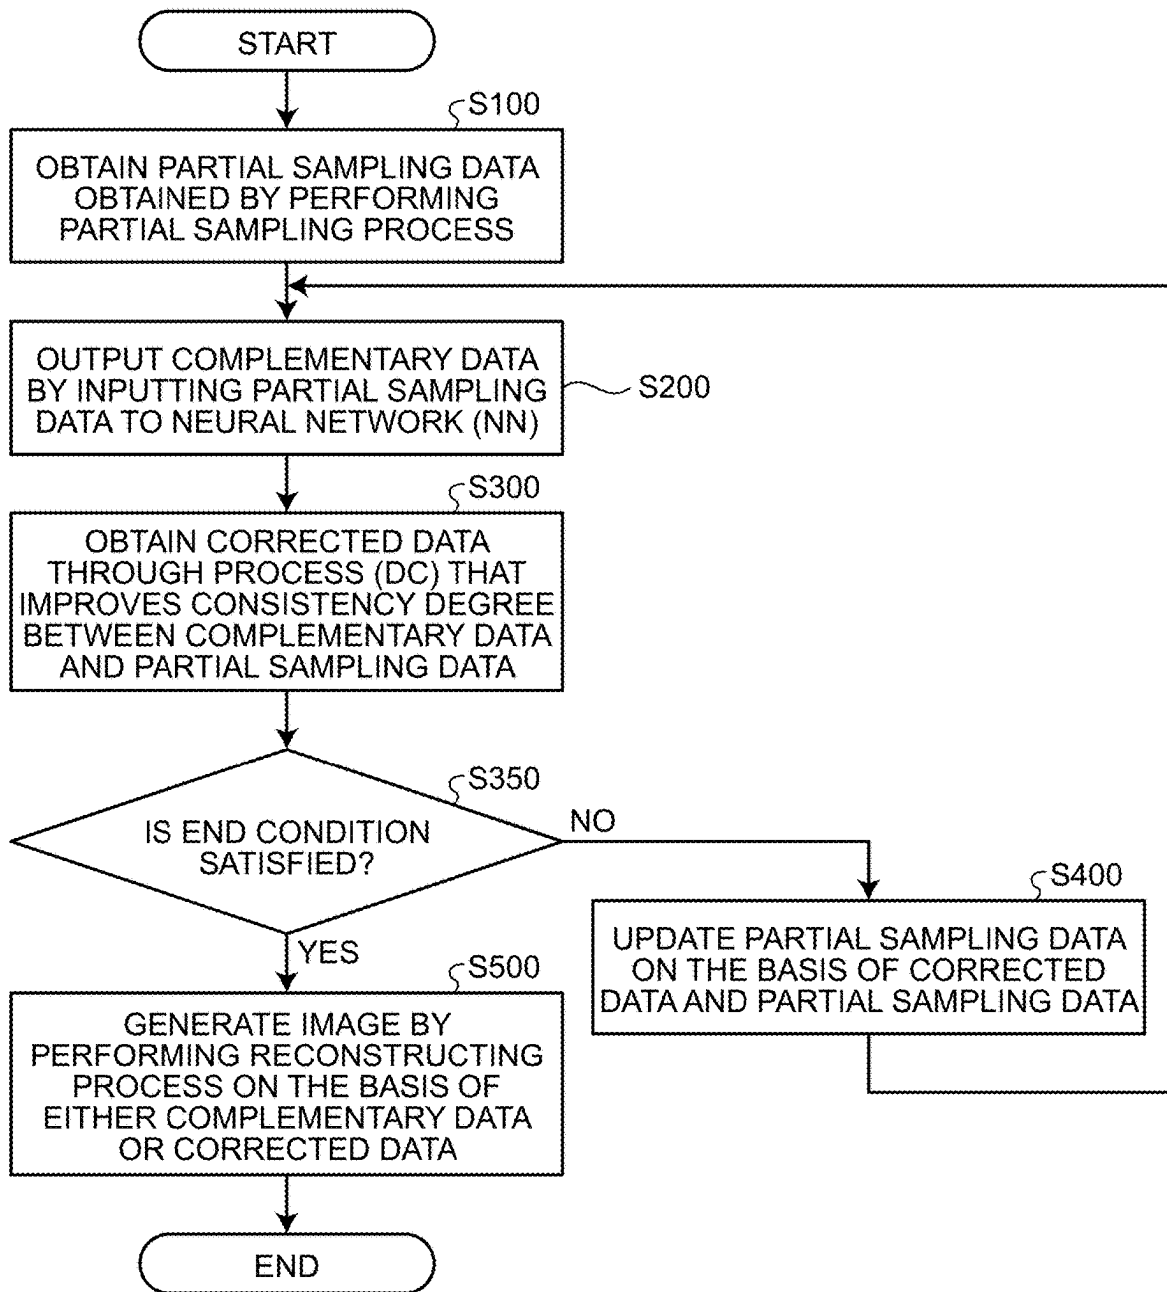 START
S100
OBTAIN PARTIAL SAMPLING DATA
OBTAINED BY PERFORMING
PARTIAL SAMPLING PROCESS
OUTPUT COMPLEMENTARY DATA
BY INPUTTING PARTIAL SAMPLING
DATA TO NEURAL NETWORK (NN)
S200
S300
OBTAIN CORRECTED DATA
THROUGH PROCESS (DC) THAT
IMPROVES CONSISTENCY DEGREE
BETWEEN COMPLEMENTARY DATA
AND PARTIAL SAMPLING DATA
S350
IS END CONDITION
SATISFIED?
NO
YES
S400
UPDATE PARTIAL SAMPLING DATA
ON THE BASIS OF CORRECTED
DATA AND PARTIAL SAMPLING DATA
S500
GENERATE IMAGE BY
PERFORMING RECONSTRUCTING
PROCESS ON THE BASIS OF
EITHER COMPLEMENTARY DATA
OR CORRECTED DATA
END